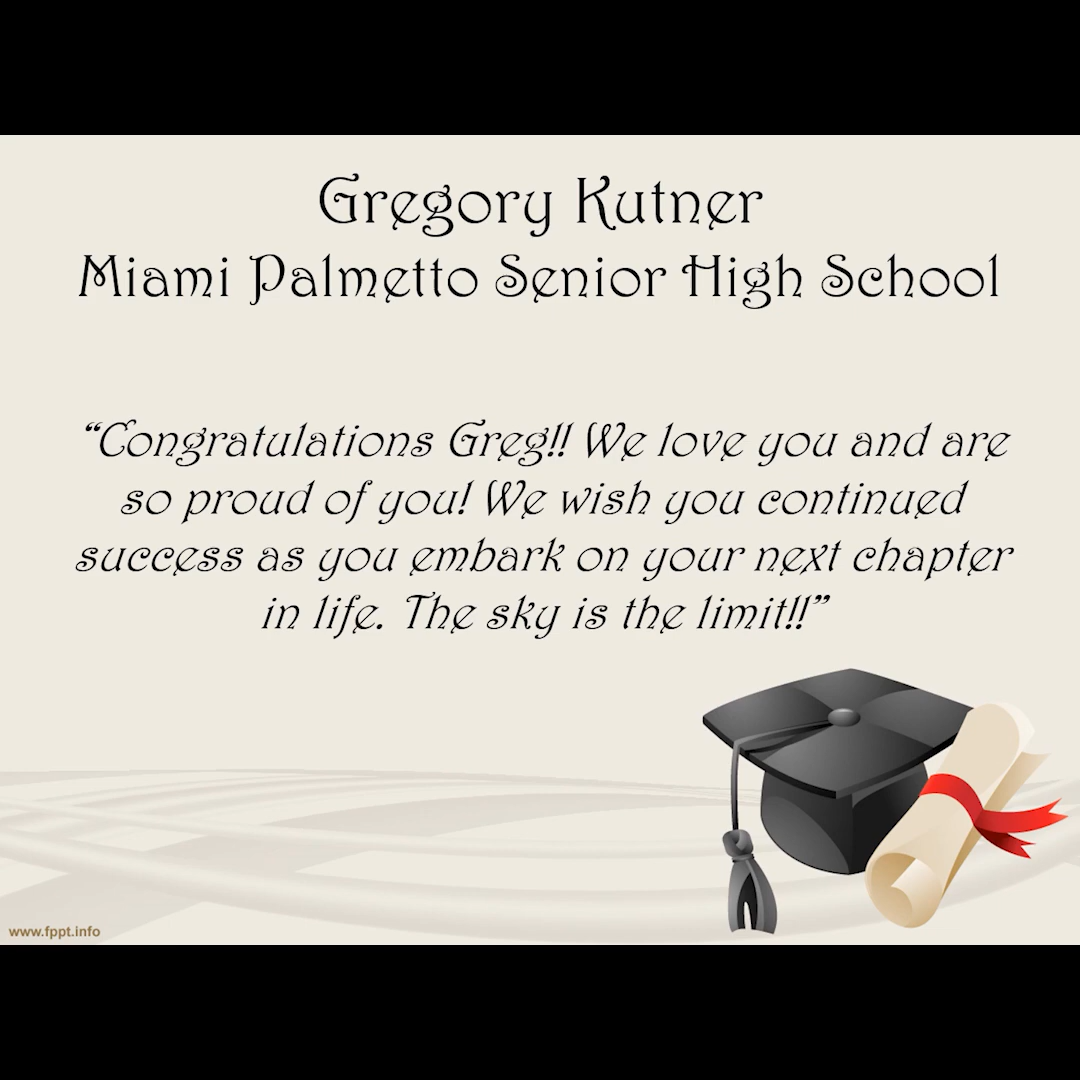 Gregory Kutner
Miami Palmetto Senior High School
“Congratulations Greg!! We love you and are
so proud of you! We wish you continued
success as you embark on your next chapter
in life. The sky is the limit!!”
www.fppt.info